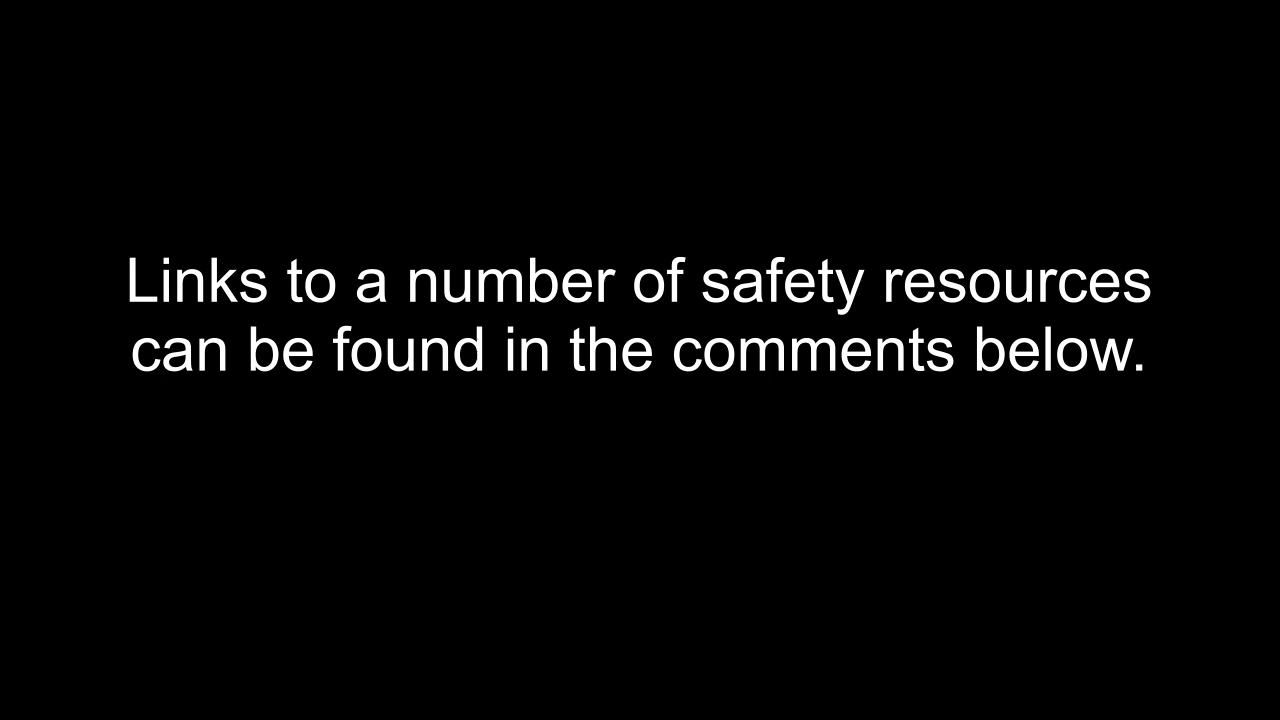 Links to a number of safety resources
can be found in the comments below.